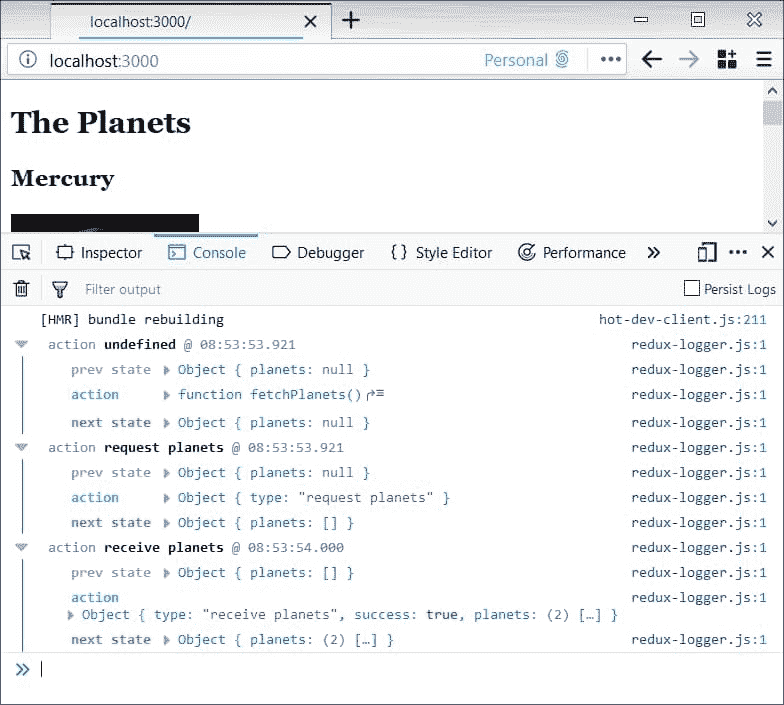 localhost:3000/
localhost:3000 Personal
The Planets
Mercury
Inspector Console Debugger {} Style Editor Performance
Filter output Persist Logs
[HMR] bundle rebuilding hot-dev-client.js:211
action undefined @ 08:53:53.921 redux-logger.js:1
prev state Object { planets: null } redux-logger.js:1
action function fetchPlanets() redux-logger.js:1
next state Object { planets: null } redux-logger.js:1
action request planets @ 08:53:53.921 redux-logger.js:1
prev state Object { planets: null } redux-logger.js:1
action Object { type: "request planets" } redux-logger.js:1
next state Object { planets: [] } redux-logger.js:1
action receive planets @ 08:53:54.000 redux-logger.js:1
prev state Object { planets: [] } redux-logger.js:1
action redux-logger.js:1
Object { type: "receive planets", success: true, planets: (2) […] }
next state Object { planets: (2) […] } redux-logger.js:1